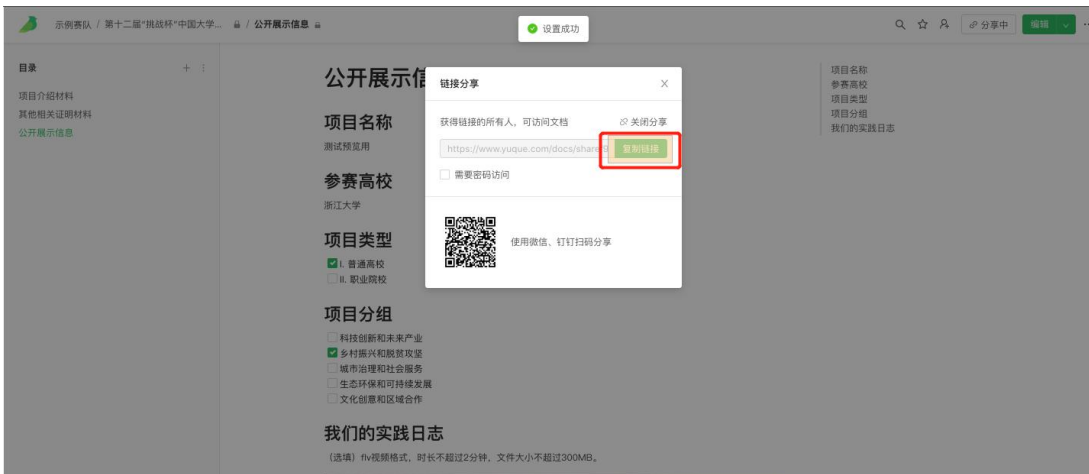 示例赛队 / 第十二届“挑战杯”中国大学... / 公开展示信息
设置成功
分享中
编辑
目录
项目介绍材料
其他相关证明材料
公开展示信息
公开展示信
项目名称
测试预览用
参赛高校
浙江大学
项目类型
I. 普通高校
II. 职业院校
项目分组
科技创新和未来产业
乡村振兴和脱贫攻坚
城市治理和社会服务
生态环保和可持续发展
文化创意和区域合作
我们的实践日志
(选填) flv视频格式，时长不超过2分钟，文件大小不超过300MB。
链接分享
获得链接的所有人，可访问文档
关闭分享
https://www.yuque.com/docs/share/9
复制链接
需要密码访问
使用微信、钉钉扫码分享
项目名称
参赛高校
项目类型
项目分组
我们的实践日志